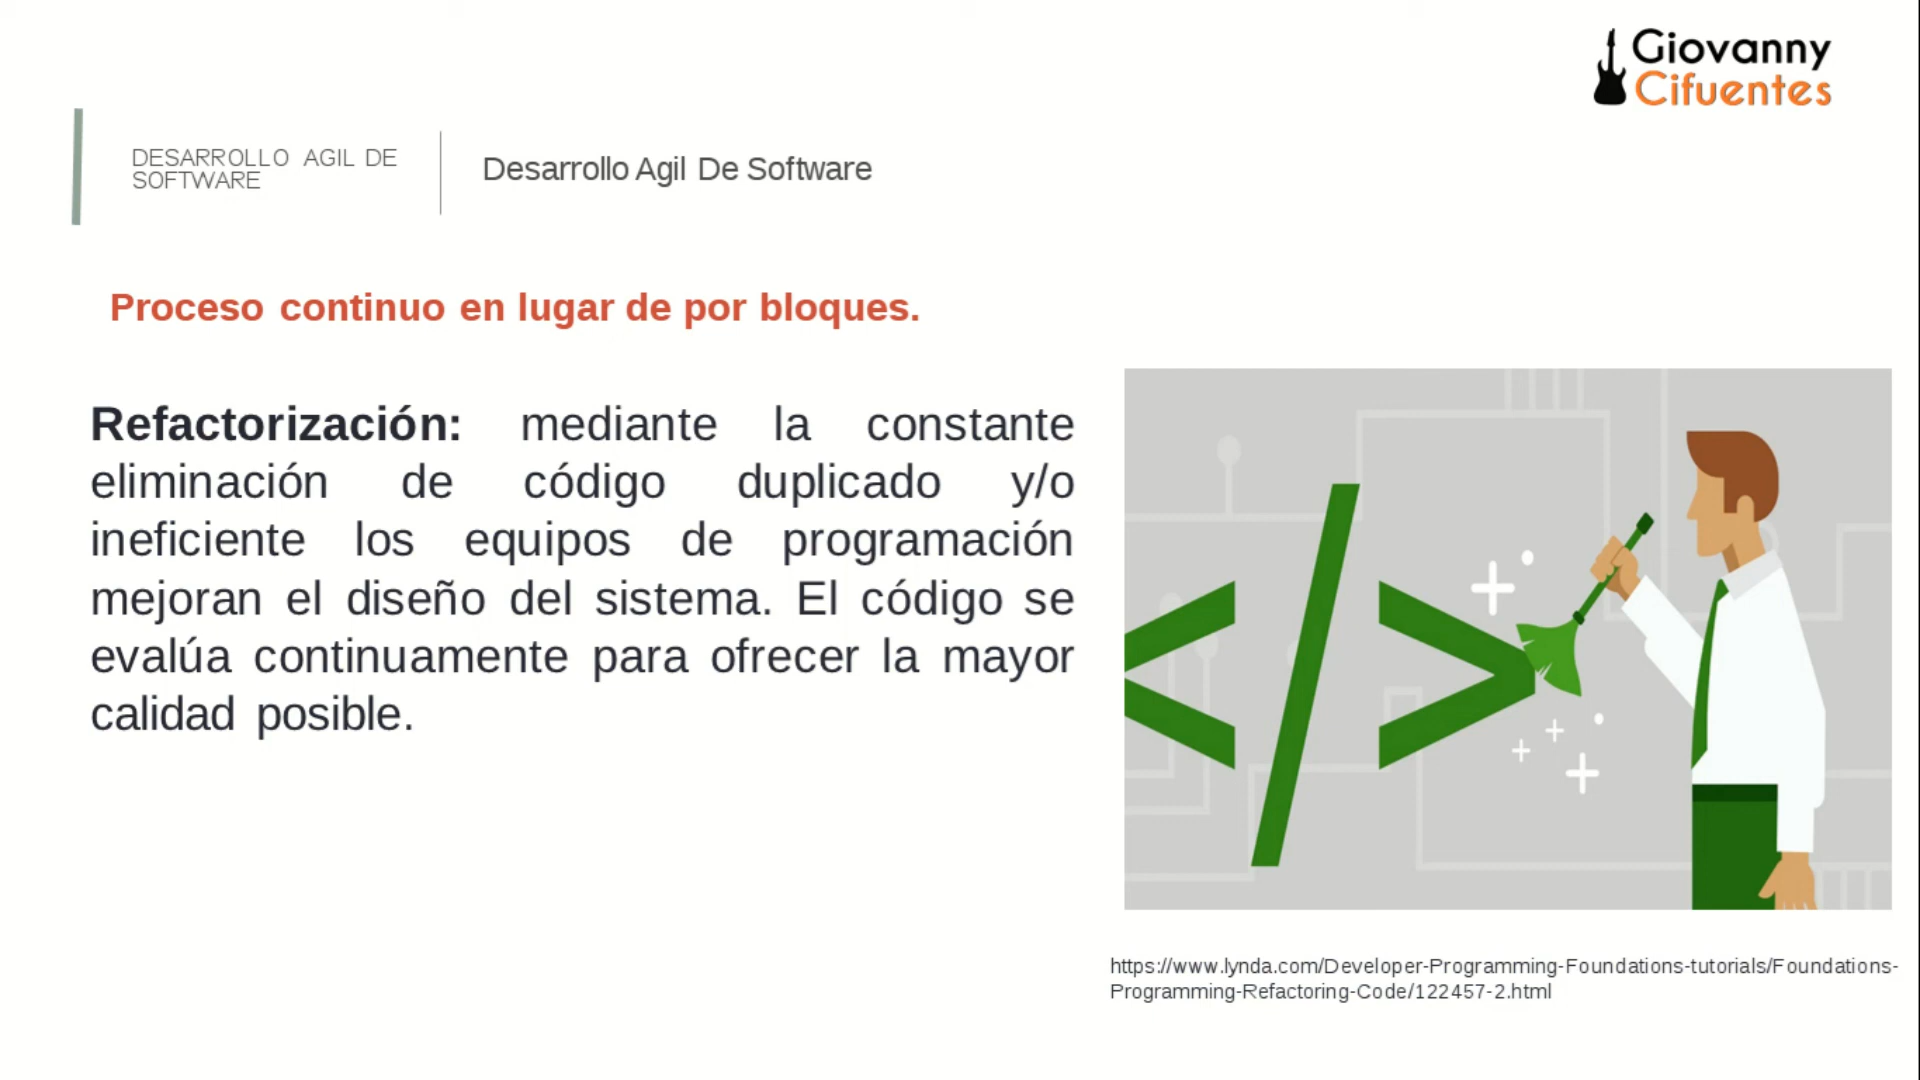 Giovanny
Cifuentes
DESARROLLO AGIL DE
SOFTWARE
Desarrollo Agil De Software
Proceso continuo en lugar de por bloques.
Refactorización: mediante la constante
eliminación de código duplicado y/o
ineficiente los equipos de programación
mejoran el diseño del sistema. El código se
evalúa continuamente para ofrecer la mayor
calidad posible.
</>
https://www.lynda.com/Developer-Programming-Foundations-tutorials/Foundations-
Programming-Refactoring-Code/122457-2.html